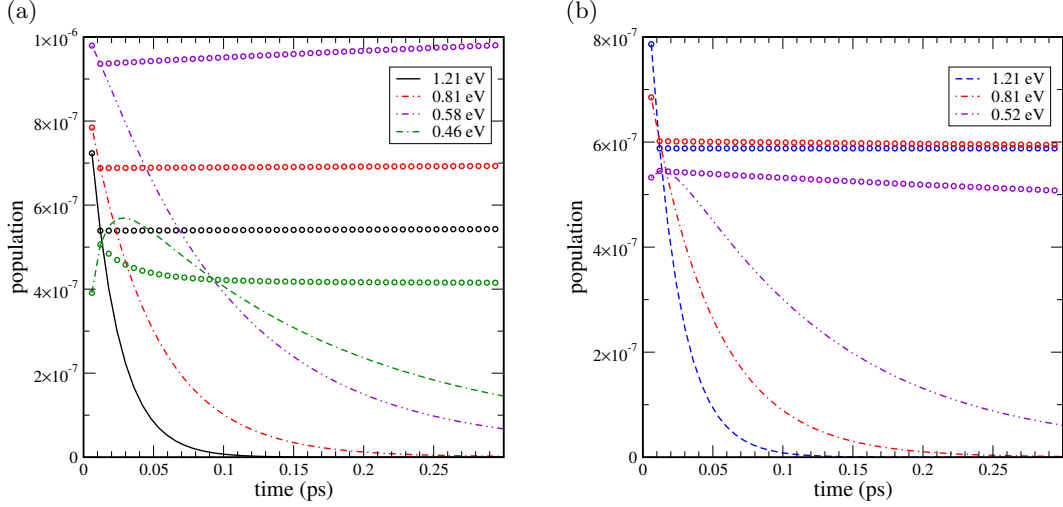 (a)
1×10⁻⁶
8×10⁻⁷
6×10⁻⁷
4×10⁻⁷
2×10⁻⁷
0
population
1.21 eV
0.81 eV
0.58 eV
0.46 eV
0 0.05 0.1 0.15 0.2 0.25
time (ps)
(b)
8×10⁻⁷
6×10⁻⁷
4×10⁻⁷
2×10⁻⁷
0
population
1.21 eV
0.81 eV
0.52 eV
0 0.05 0.1 0.15 0.2 0.25
time (ps)